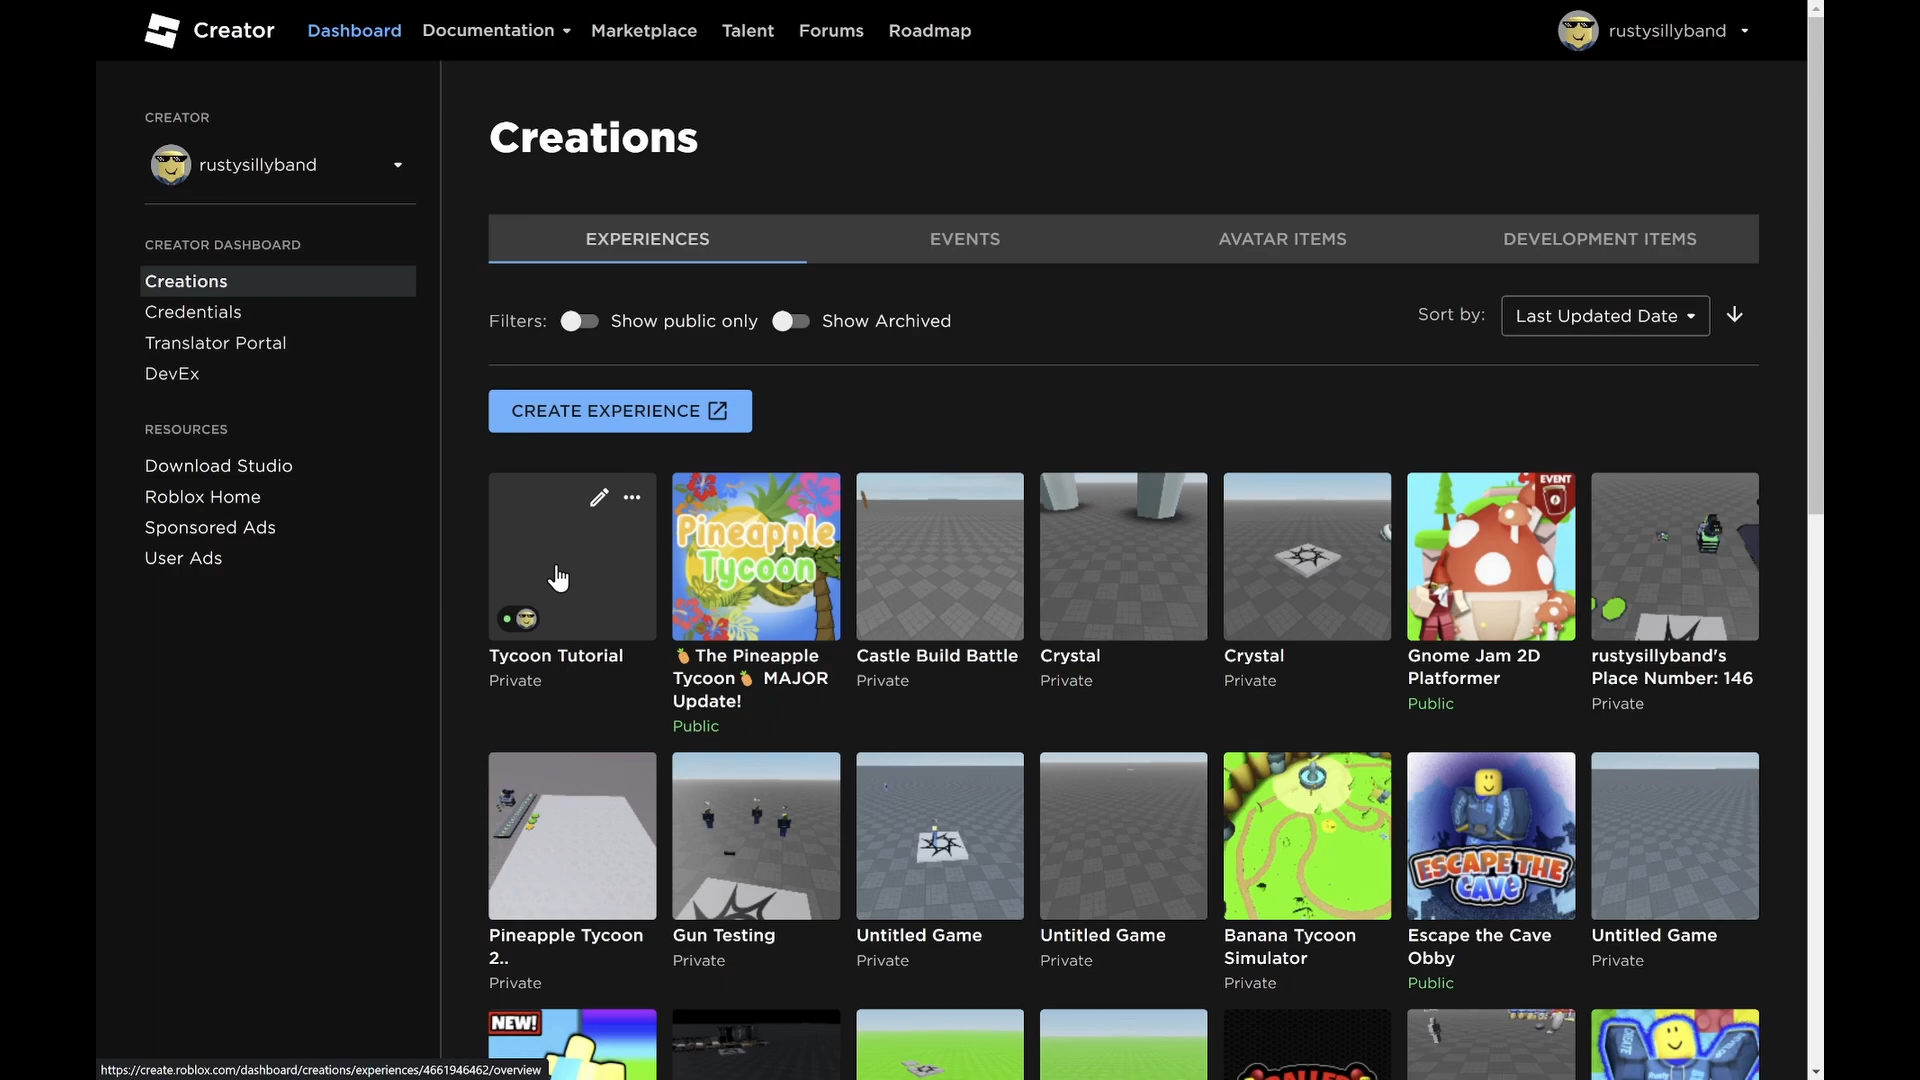 Creator
Dashboard
Documentation
Marketplace
Talent
Forums
Roadmap
rustysillyband
CREATOR
rustysillyband
CREATOR DASHBOARD
Creations
Credentials
Translator Portal
DevEx
RESOURCES
Download Studio
Roblox Home
Sponsored Ads
User Ads
Creations
EXPERIENCES
EVENTS
AVATAR ITEMS
DEVELOPMENT ITEMS
Filters:
Show public only
Show Archived
Sort by:
Last Updated Date
CREATE EXPERIENCE
Pineapple
Tycoon
EVENT
Tycoon Tutorial
Private
🍍The Pineapple
Tycoon🍍 MAJOR
Update!
Public
Castle Build Battle
Private
Crystal
Private
Crystal
Private
Gnome Jam 2D
Platformer
Public
rustysillyband's
Place Number: 146
Private
ESCAPE THE
CAVE
Pineapple Tycoon
2..
Private
Gun Testing
Private
Untitled Game
Private
Untitled Game
Private
Banana Tycoon
Simulator
Private
Escape the Cave
Obby
Public
Untitled Game
Private
NEW!
https://create.roblox.com/dashboard/creations/experiences/4661946462/overview